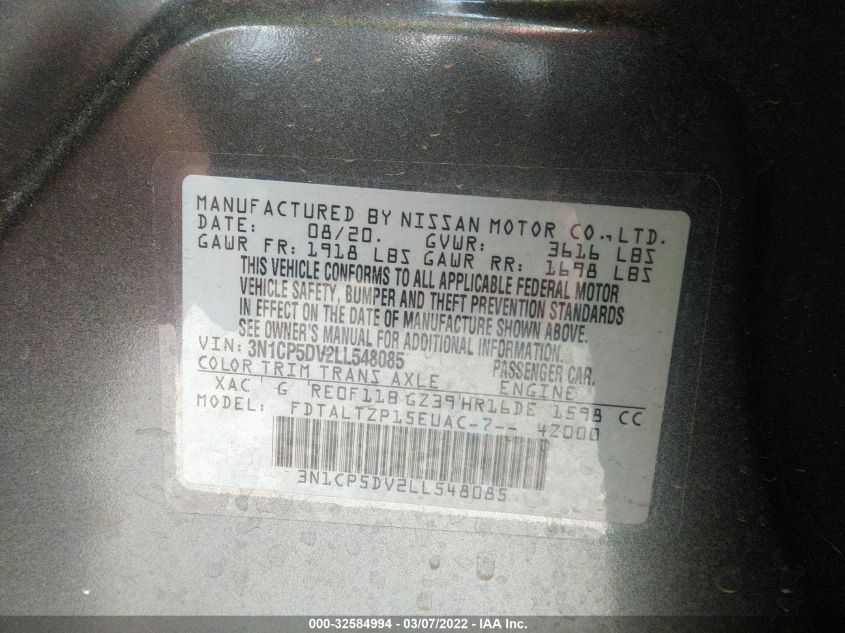 MANUFACTURED BY NISSAN MOTOR CO., LTD.
DATE: 08/20. GVWR: 3616 LBS
GAWR FR: 1918 LBS GAWR RR: 1698 LBS
THIS VEHICLE CONFORMS TO ALL APPLICABLE FEDERAL MOTOR
VEHICLE SAFETY, BUMPER AND THEFT PREVENTION STANDARDS
IN EFFECT ON THE DATE OF MANUFACTURE SHOWN ABOVE.
SEE OWNER'S MANUAL FOR ADDITIONAL INFORMATION.
VIN: 3N1CP5DV2LL548085 PASSENGER CAR.
COLOR TRIM TRANS AXLE ENGINE
XAC G RE0F11B GZ39 HR16DE 1598 CC
MODEL: FDTALTZP15EUAC-7-- 4Z000
3N1CP5DV2LL548085
000-32584994 — 03/07/2022 — IAA Inc.